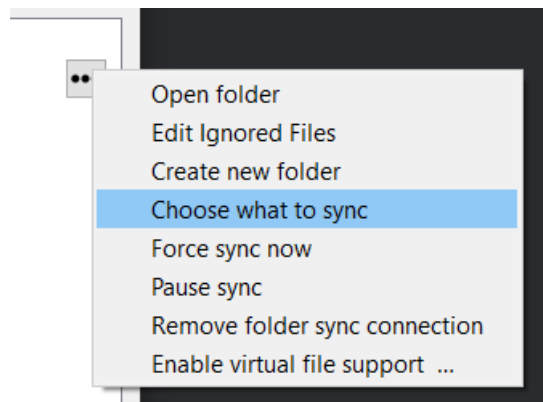 Open folder
Edit Ignored Files
Create new folder
Choose what to sync
Force sync now
Pause sync
Remove folder sync connection
Enable virtual file support ...